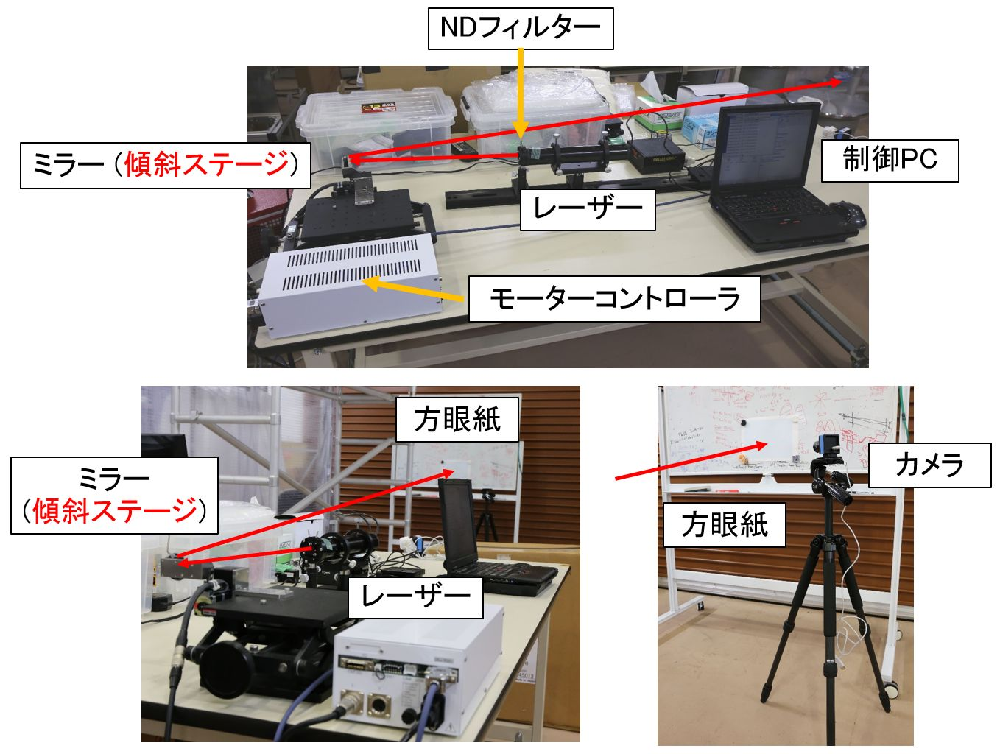 NDフィルター
ミラー（傾斜ステージ）
制御PC
レーザー
モーターコントローラ
方眼紙
ミラー
（傾斜ステージ）
レーザー
カメラ
方眼紙